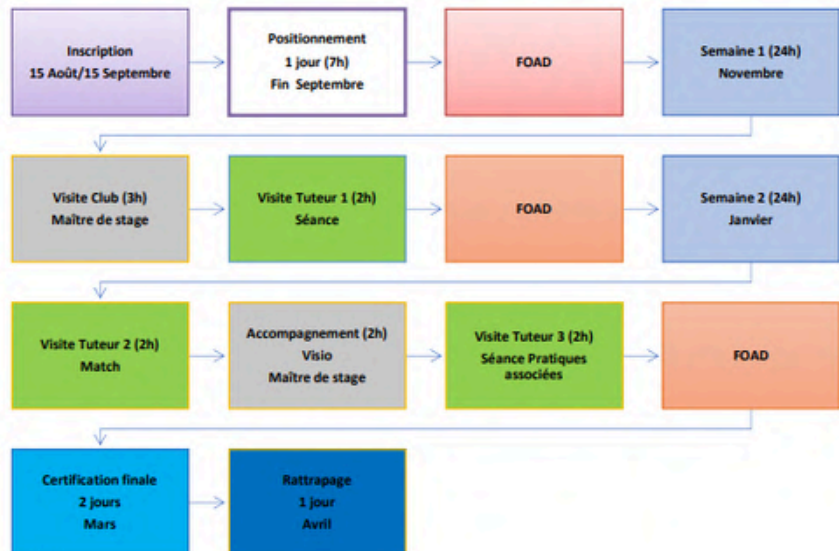 Inscription
15 Août/15 Septembre
Positionnement
1 jour (7h)
Fin Septembre
FOAD
Semaine 1 (24h)
Novembre
Visite Club (3h)
Maître de stage
Visite Tuteur 1 (2h)
Séance
FOAD
Semaine 2 (24h)
Janvier
Visite Tuteur 2 (2h)
Match
Accompagnement (2h)
Visio
Maître de stage
Visite Tuteur 3 (2h)
Séance Pratiques
associées
FOAD
Certification finale
2 jours
Mars
Rattrapage
1 jour
Avril